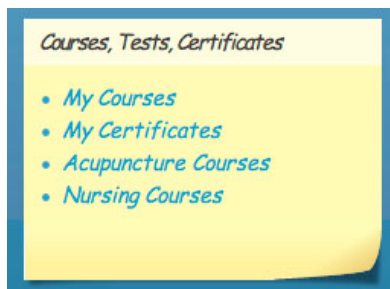 Courses, Tests, Certificates
My Courses
My Certificates
Acupuncture Courses
Nursing Courses